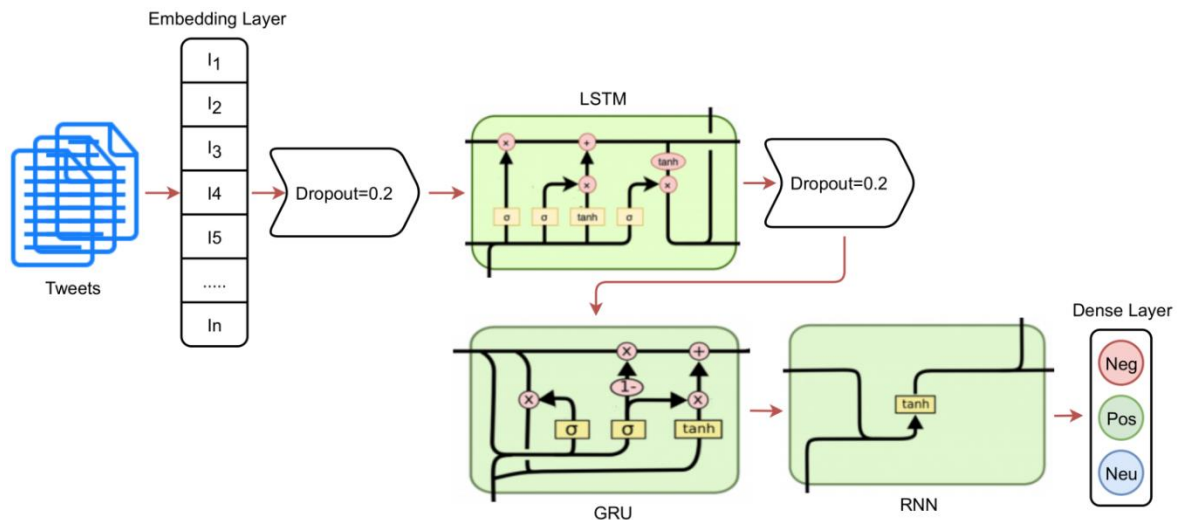 Embedding Layer
I1
I2
I3
I4
I5
.....
In
Tweets
Dropout=0.2
LSTM
×
+
tanh
×
×
σ
σ
tanh
σ
Dropout=0.2
×
+
1-
×
×
σ
σ
tanh
GRU
tanh
RNN
Dense Layer
Neg
Pos
Neu